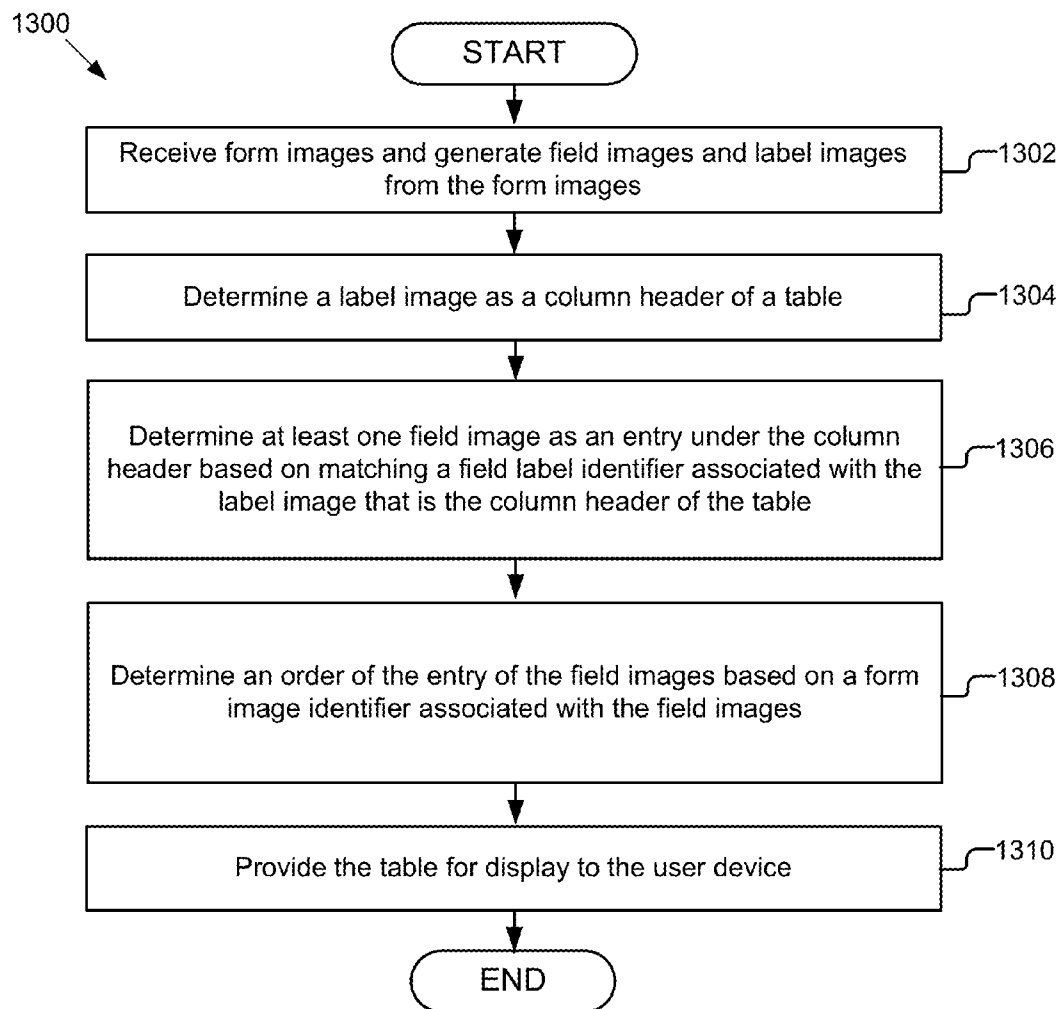 1300
START
Receive form images and generate field images and label images
from the form images
1302
Determine a label image as a column header of a table
1304
Determine at least one field image as an entry under the column
header based on matching a field label identifier associated with the
label image that is the column header of the table
1306
Determine an order of the entry of the field images based on a form
image identifier associated with the field images
1308
Provide the table for display to the user device
1310
END